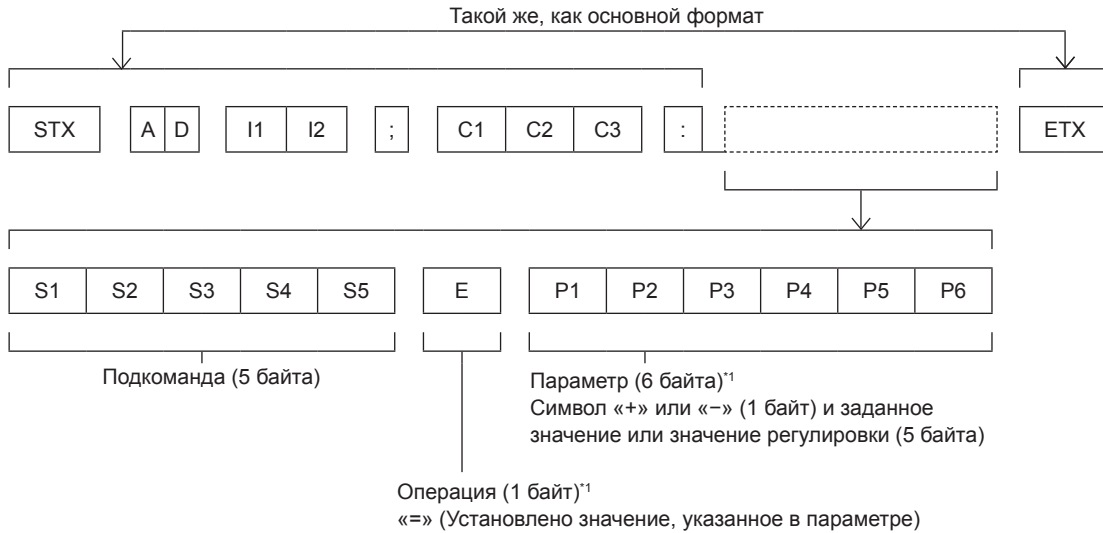 Такой же, как основной формат
STX A D I1 I2 ; C1 C2 C3 : ETX
S1 S2 S3 S4 S5 E P1 P2 P3 P4 P5 P6
Подкоманда (5 байта)
Параметр (6 байта)*1
Символ «+» или «−» (1 байт) и заданное
значение или значение регулировки (5 байта)
Операция (1 байт)*1
«=» (Установлено значение, указанное в параметре)